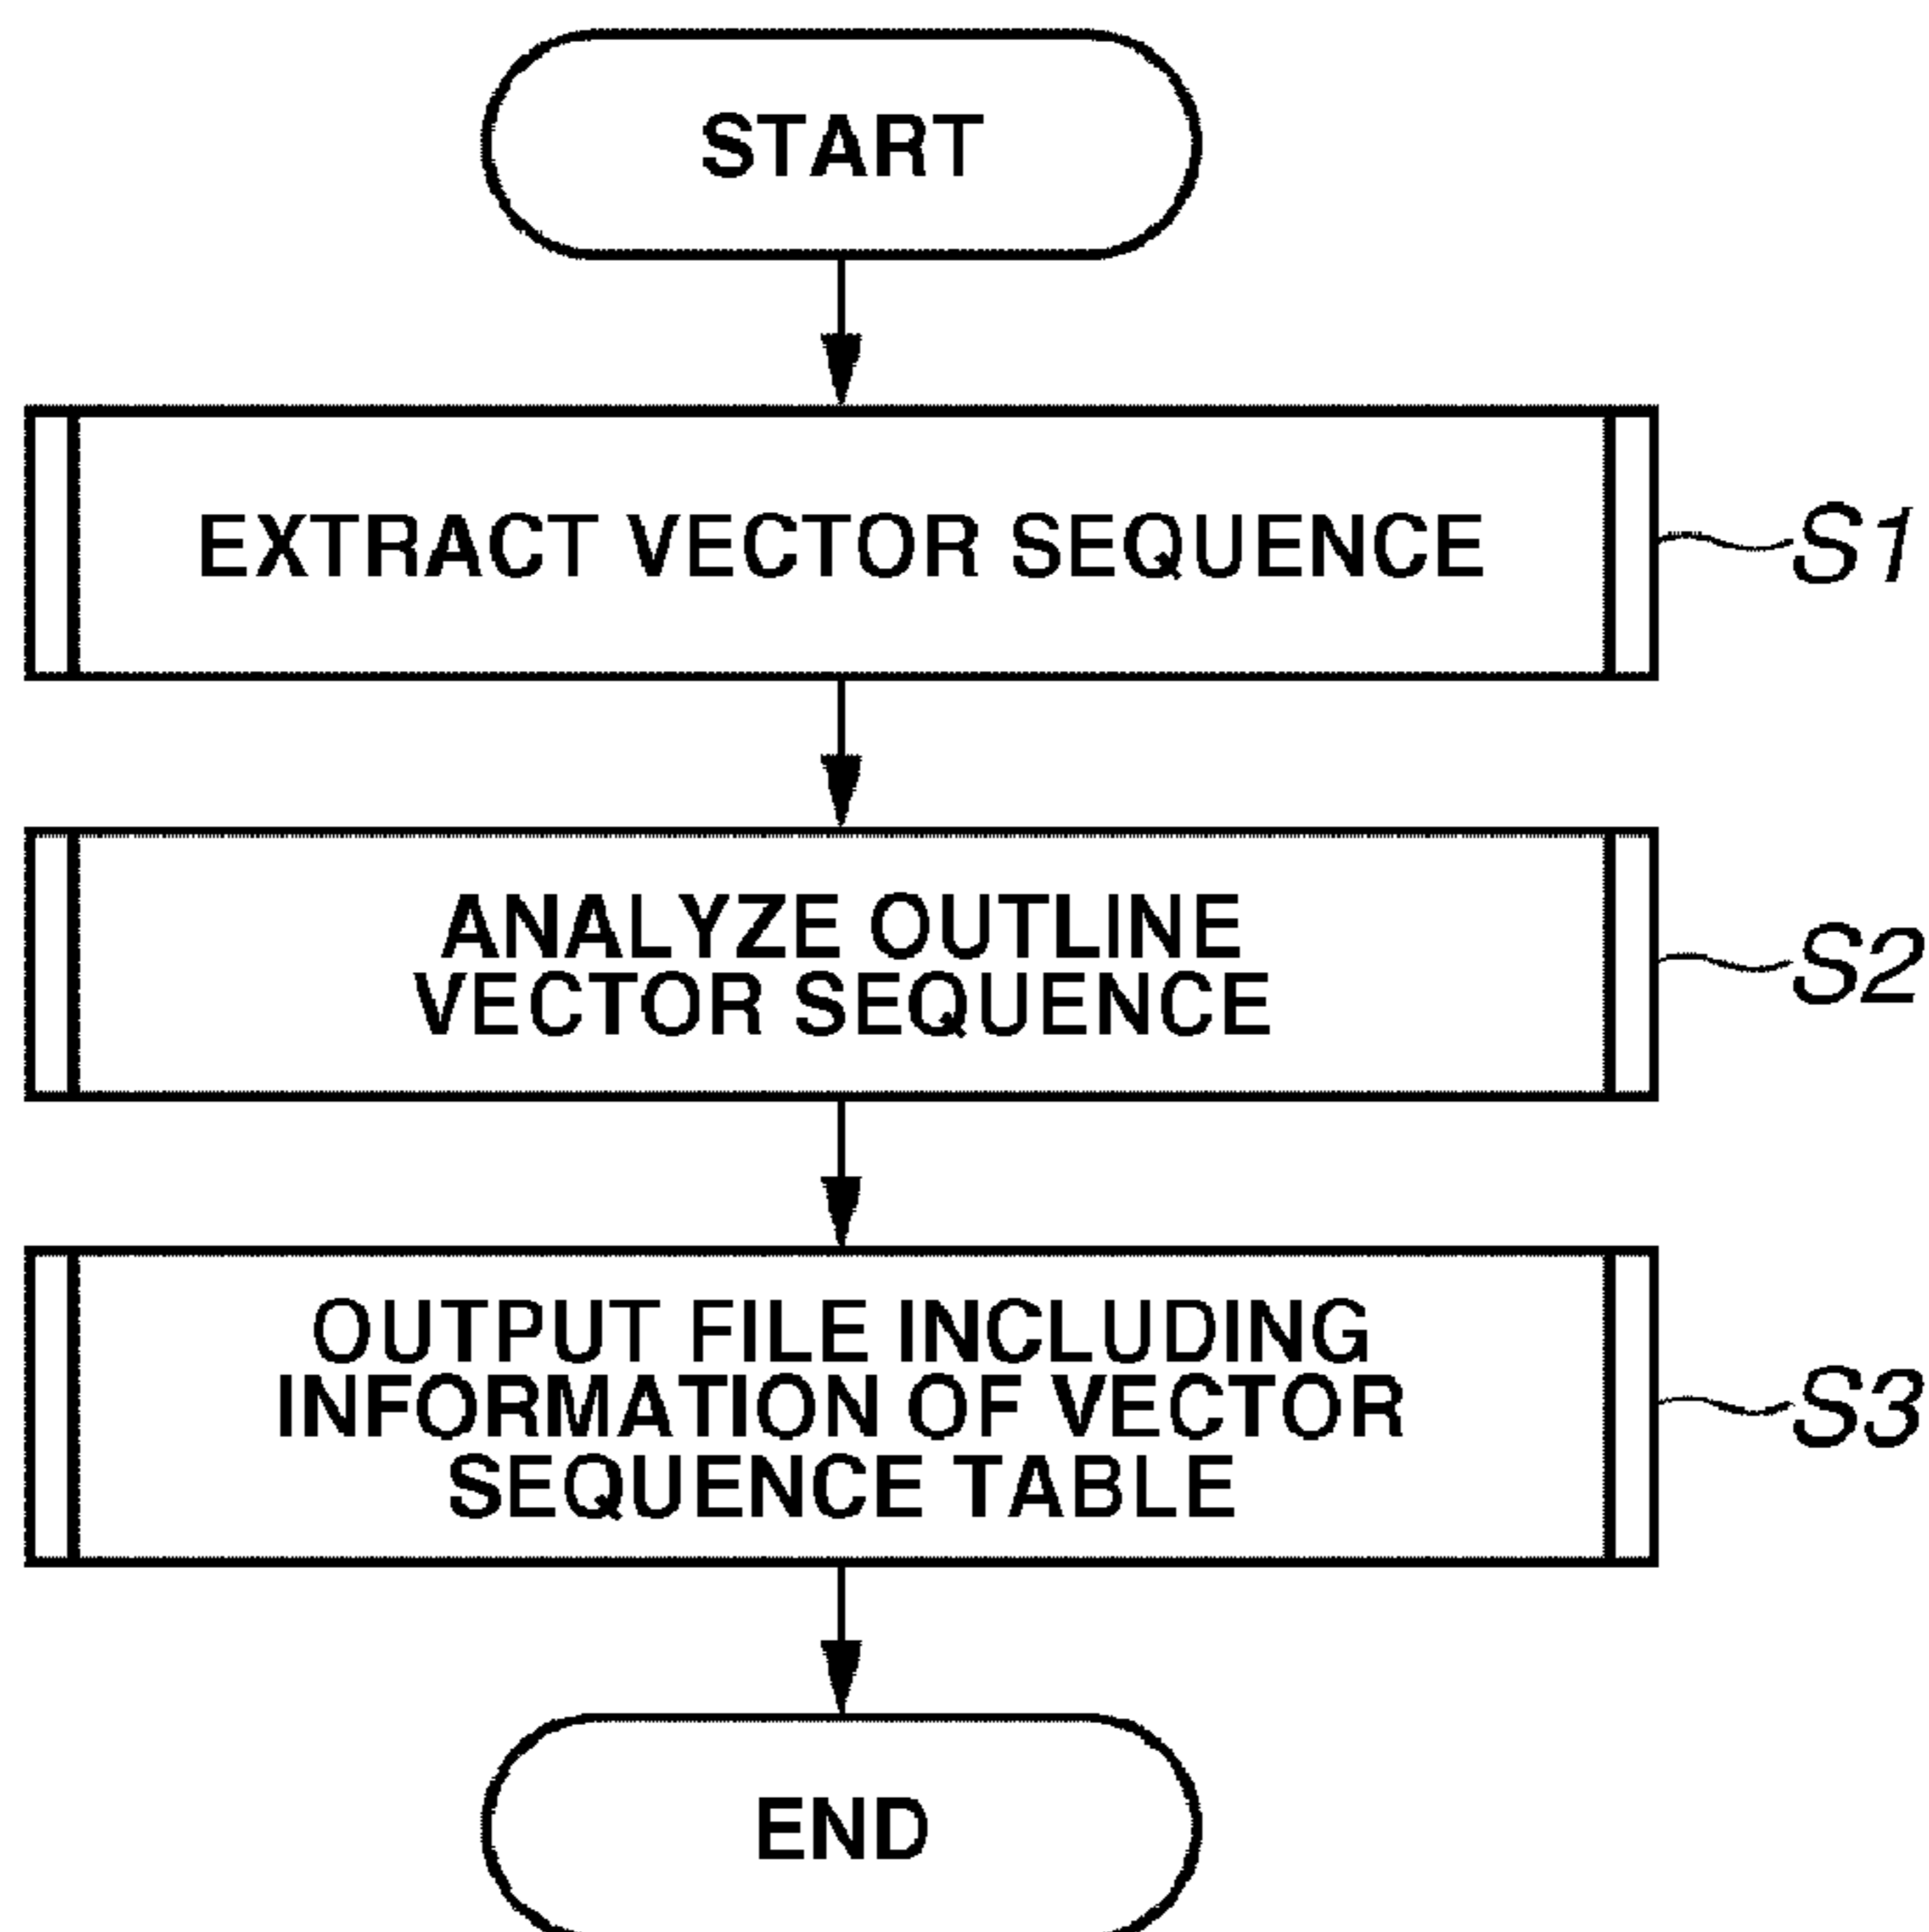 START
EXTRACT VECTOR SEQUENCE
S1
ANALYZE OUTLINE
VECTOR SEQUENCE
S2
OUTPUT FILE INCLUDING
INFORMATION OF VECTOR
SEQUENCE TABLE
S3
END